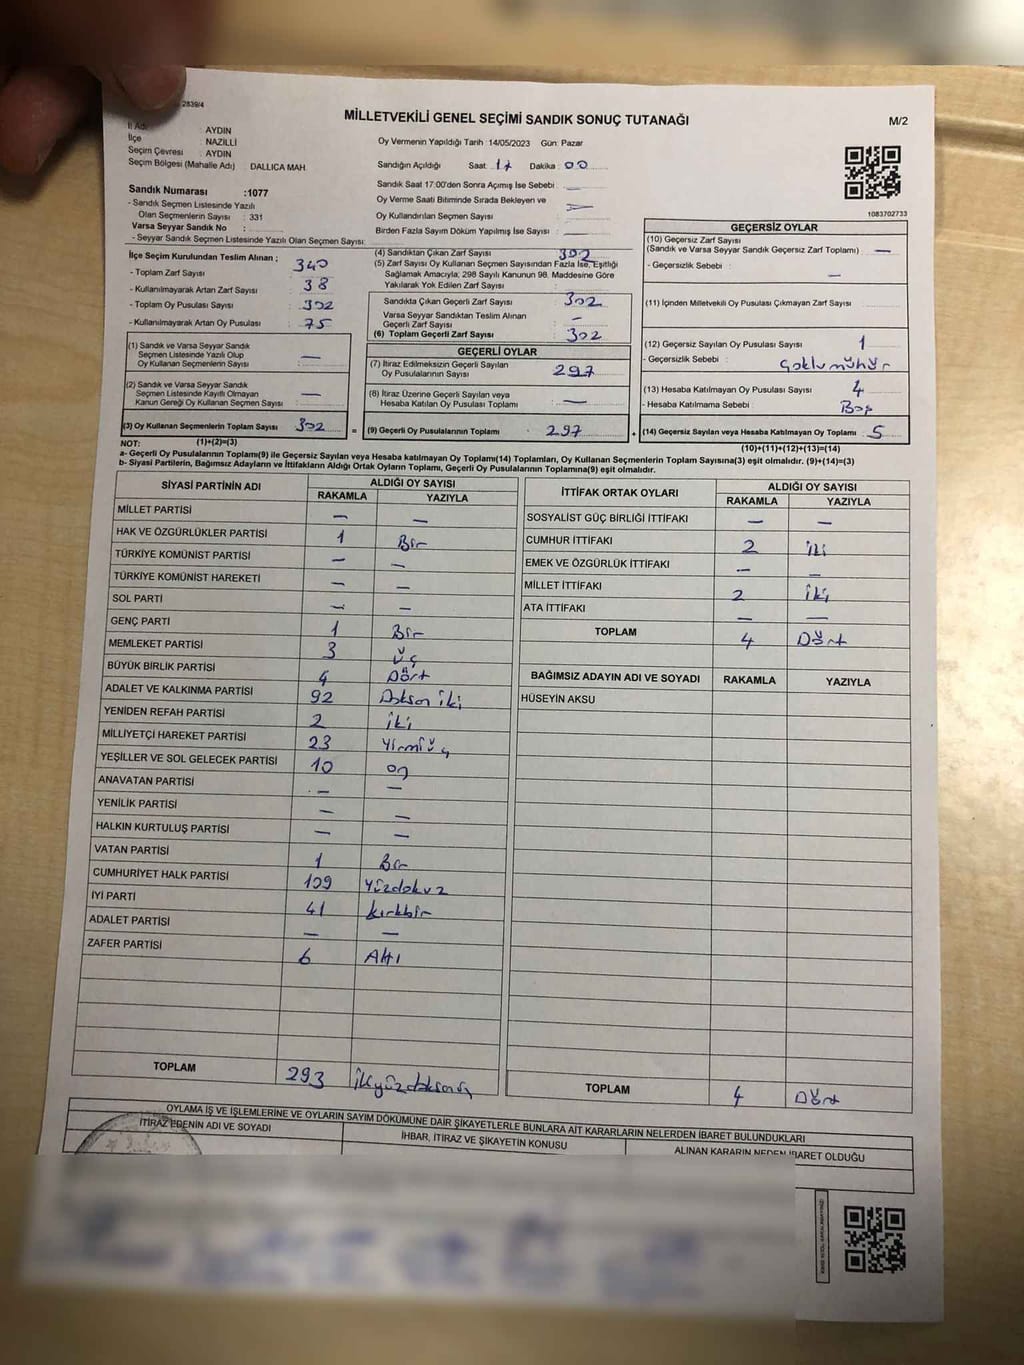 2839/4
MİLLETVEKİLİ GENEL SEÇİMİ SANDIK SONUÇ TUTANAĞI
M/2
İl Adı : AYDIN
İlçe : NAZİLLİ
Seçim Çevresi : AYDIN
Seçim Bölgesi (Mahalle Adı) DALLICA MAH.
Oy Vermenin Yapıldığı Tarih :14/05/2023 Gün: Pazar
Sandığın Açıldığı Saat :17 Dakika :00
Sandık Saat 17:00'den Sonra Açılmış İse Sebebi : —
Oy Verme Saati Bitiminde Sırada Bekleyen ve
Oy Kullandırılan Seçmen Sayısı : —
Birden Fazla Sayım Döküm Yapılmış İse Sayısı : —
1083702733
Sandık Numarası :1077
- Sandık Seçmen Listesinde Yazılı
Olan Seçmenlerin Sayısı : 331
Varsa Seyyar Sandık No :
- Seyyar Sandık Seçmen Listesinde Yazılı Olan Seçmen Sayısı:
İlçe Seçim Kurulundan Teslim Alınan ;
- Toplam Zarf Sayısı : 340
- Kullanılmayarak Artan Zarf Sayısı : 38
- Toplam Oy Pusulası Sayısı : 302
- Kullanılmayarak Artan Oy Pusulası : 75
(1) Sandık ve Varsa Seyyar Sandık
Seçmen Listesinde Yazılı Olup
Oy Kullanan Seçmenlerin Sayısı : —
(2) Sandık ve Varsa Seyyar Sandık
Seçmen Listesinde Kayıtlı Olmayan
Kanun Gereği Oy Kullanan Seçmen Sayısı : —
(3) Oy Kullanan Seçmenlerin Toplam Sayısı : 302
(1)+(2)=(3)
(4) Sandıktan Çıkan Zarf Sayısı : 302
(5) Zarf Sayısı Oy Kullanan Seçmen Sayısından Fazla İse, Eşitliği
Sağlamak Amacıyla; 298 Sayılı Kanunun 98. Maddesine Göre
Yakılarak Yok Edilen Zarf Sayısı :
Sandıkta Çıkan Geçerli Zarf Sayısı : 302
Varsa Seyyar Sandıktan Teslim Alınan
Geçerli Zarf Sayısı : —
(6) Toplam Geçerli Zarf Sayısı : 302
GEÇERLİ OYLAR
(7) İtiraz Edilmeksizin Geçerli Sayılan
Oy Pusulalarının Sayısı : 297
(8) İtiraz Üzerine Geçerli Sayılan veya
Hesaba Katılan Oy Pusulası Toplamı : —
= (9) Geçerli Oy Pusulalarının Toplamı : 297
GEÇERSİZ OYLAR
(10) Geçersiz Zarf Sayısı
(Sandık ve Varsa Seyyar Sandık Geçersiz Zarf Toplamı) : —
- Geçersizlik Sebebi : —
(11) İçinden Milletvekili Oy Pusulası Çıkmayan Zarf Sayısı :
(12) Geçersiz Sayılan Oy Pusulası Sayısı : 1
- Geçersizlik Sebebi : Çoklu mühür
(13) Hesaba Katılmayan Oy Pusulası Sayısı : 4
- Hesaba Katılmama Sebebi : Boş
+ (14) Geçersiz Sayılan veya Hesaba Katılmayan Oy Toplamı : 5
(10)+(11)+(12)+(13)=(14)
NOT:
a- Geçerli Oy Pusulalarının Toplamı(9) ile Geçersiz Sayılan veya Hesaba katılmayan Oy Toplamı(14) Toplamları, Oy Kullanan Seçmenlerin Toplam Sayısına(3) eşit olmalıdır. (9)+(14)=(3)
b- Siyasi Partilerin, Bağımsız Adayların ve İttifakların Aldığı Ortak Oyların Toplamı, Geçerli Oy Pusulalarının Toplamına(9) eşit olmalıdır.
SİYASİ PARTİNİN ADI ALDIĞI OY SAYISI
RAKAMLA YAZIYLA
MİLLET PARTİSİ — —
HAK VE ÖZGÜRLÜKLER PARTİSİ 1 Bir
TÜRKİYE KOMÜNİST PARTİSİ — —
TÜRKİYE KOMÜNİST HAREKETİ — —
SOL PARTİ — —
GENÇ PARTİ 1 Bir
MEMLEKET PARTİSİ 3 üç
BÜYÜK BİRLİK PARTİSİ 4 Dört
ADALET VE KALKINMA PARTİSİ 92 Doksan iki
YENİDEN REFAH PARTİSİ 2 iki
MİLLİYETÇİ HAREKET PARTİSİ 23 Yirmi üç
YEŞİLLER VE SOL GELECEK PARTİSİ 10 on
ANAVATAN PARTİSİ — —
YENİLİK PARTİSİ — —
HALKIN KURTULUŞ PARTİSİ — —
VATAN PARTİSİ 1 Bir
CUMHURİYET HALK PARTİSİ 109 Yüzdokuz
İYİ PARTİ 41 kırkbir
ADALET PARTİSİ — —
ZAFER PARTİSİ 6 Altı
TOPLAM 293 ikiyüzdoksanüç
İTTİFAK ORTAK OYLARI ALDIĞI OY SAYISI
RAKAMLA YAZIYLA
SOSYALİST GÜÇ BİRLİĞİ İTTİFAKI — —
CUMHUR İTTİFAKI 2 iki
EMEK VE ÖZGÜRLÜK İTTİFAKI — —
MİLLET İTTİFAKI 2 iki
ATA İTTİFAKI — —
TOPLAM 4 Dört
BAĞIMSIZ ADAYIN ADI VE SOYADI RAKAMLA YAZIYLA
HÜSEYİN AKSU
TOPLAM 4 Dört
OYLAMA İŞ VE İŞLEMLERİNE VE OYLARIN SAYIM DÖKÜMÜNE DAİR ŞİKAYETLERLE BUNLARA AİT KARARLARIN NELERDEN İBARET BULUNDUKLARI
İTİRAZ EDENİN ADI VE SOYADI
İHBAR, İTİRAZ VE ŞİKAYETİN KONUSU
ALINAN KARARIN NEDEN İBARET OLDUĞU